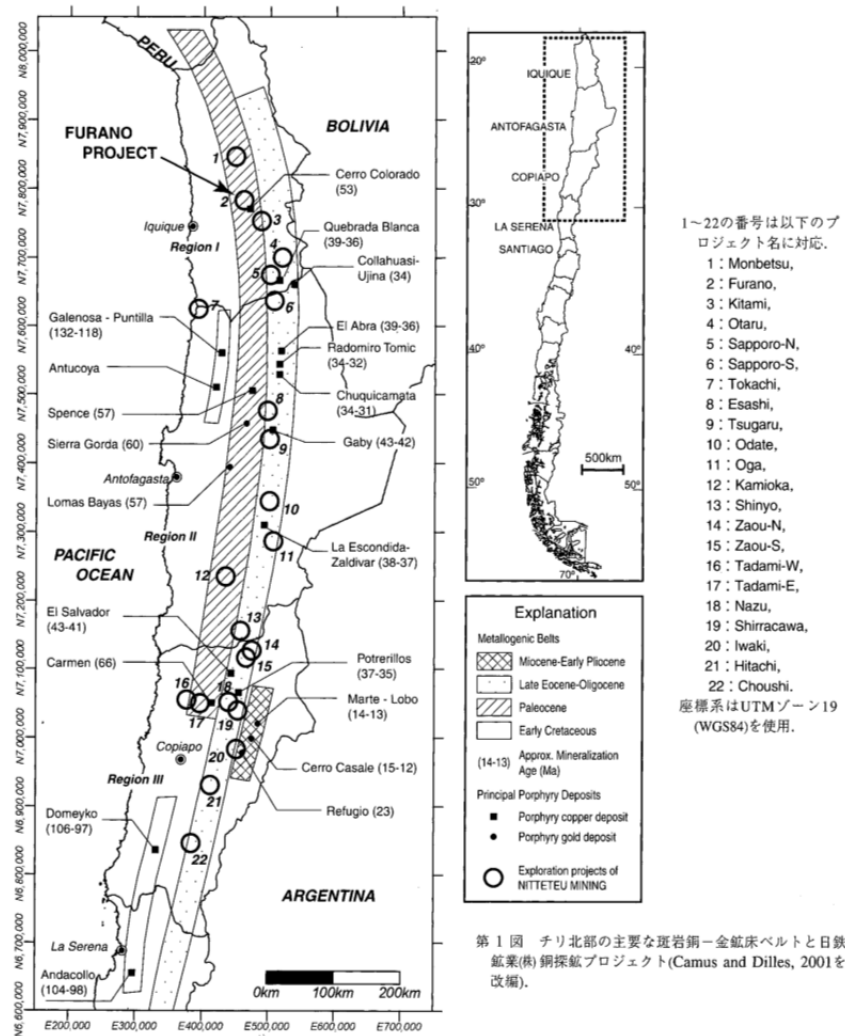 N8,000,000
N7,900,000
N7,800,000
N7,700,000
N7,600,000
N7,500,000
N7,400,000
N7,300,000
N7,200,000
N7,100,000
N7,000,000
N6,900,000
N6,800,000
N6,700,000
N6,600,000
E200,000
E300,000
E400,000
E500,000
E600,000
PERU
BOLIVIA
FURANO
PROJECT
1
2
3
4
5
6
7
8
9
10
11
12
13
14
15
16
17
18
19
20
21
22
Cerro Colorado
(53)
Iquique
Region I
Quebrada Blanca
(39-36)
Collahuasi-
Ujina (34)
Galenosa - Puntilla
(132-118)
El Abra (39-36)
Radomiro Tomic
(34-32)
Antucoya
Chuquicamata
(34-31)
Spence (57)
Sierra Gorda (60)
Gaby (43-42)
Antofagasta
Lomas Bayas (57)
Region II
La Escondida-
Zaldivar (38-37)
PACIFIC
OCEAN
El Salvador
(43-41)
Carmen (66)
Potrerillos
(37-35)
Marte - Lobo
(14-13)
Copiapo
Cerro Casale (15-12)
Region III
Refugio (23)
Domeyko
(106-97)
ARGENTINA
La Serena
Andacollo
(104-98)
0km
100km
200km
20º
30º
40º
50º
40º
50º
70º
IQUIQUE
ANTOFAGASTA
COPIAPO
LA SERENA
SANTIAGO
500km
Explanation
Metallogenic Belts
Miocene-Early Pliocene
Late Eocene-Oligocene
Paleocene
Early Cretaceous
(14-13) Approx. Mineralization
Age (Ma)
Principal Porphyry Deposits
Porphyry copper deposit
Porphyry gold deposit
Exploration projects of
NITTETEU MINING
1〜22の番号は以下のプ
ロジェクト名に対応.
1：Monbetsu,
2：Furano,
3：Kitami,
4：Otaru,
5：Sapporo-N,
6：Sapporo-S,
7：Tokachi,
8：Esashi,
9：Tsugaru,
10：Odate,
11：Oga,
12：Kamioka,
13：Shinyo,
14：Zaou-N,
15：Zaou-S,
16：Tadami-W,
17：Tadami-E,
18：Nazu,
19：Shirracawa,
20：Iwaki,
21：Hitachi,
22：Choushi.
座標系はUTMゾーン19
(WGS84)を使用.
第1図 チリ北部の主要な斑岩銅－金鉱床ベルトと日鉄
鉱業㈱銅探鉱プロジェクト(Camus and Dilles, 2001を
改編).